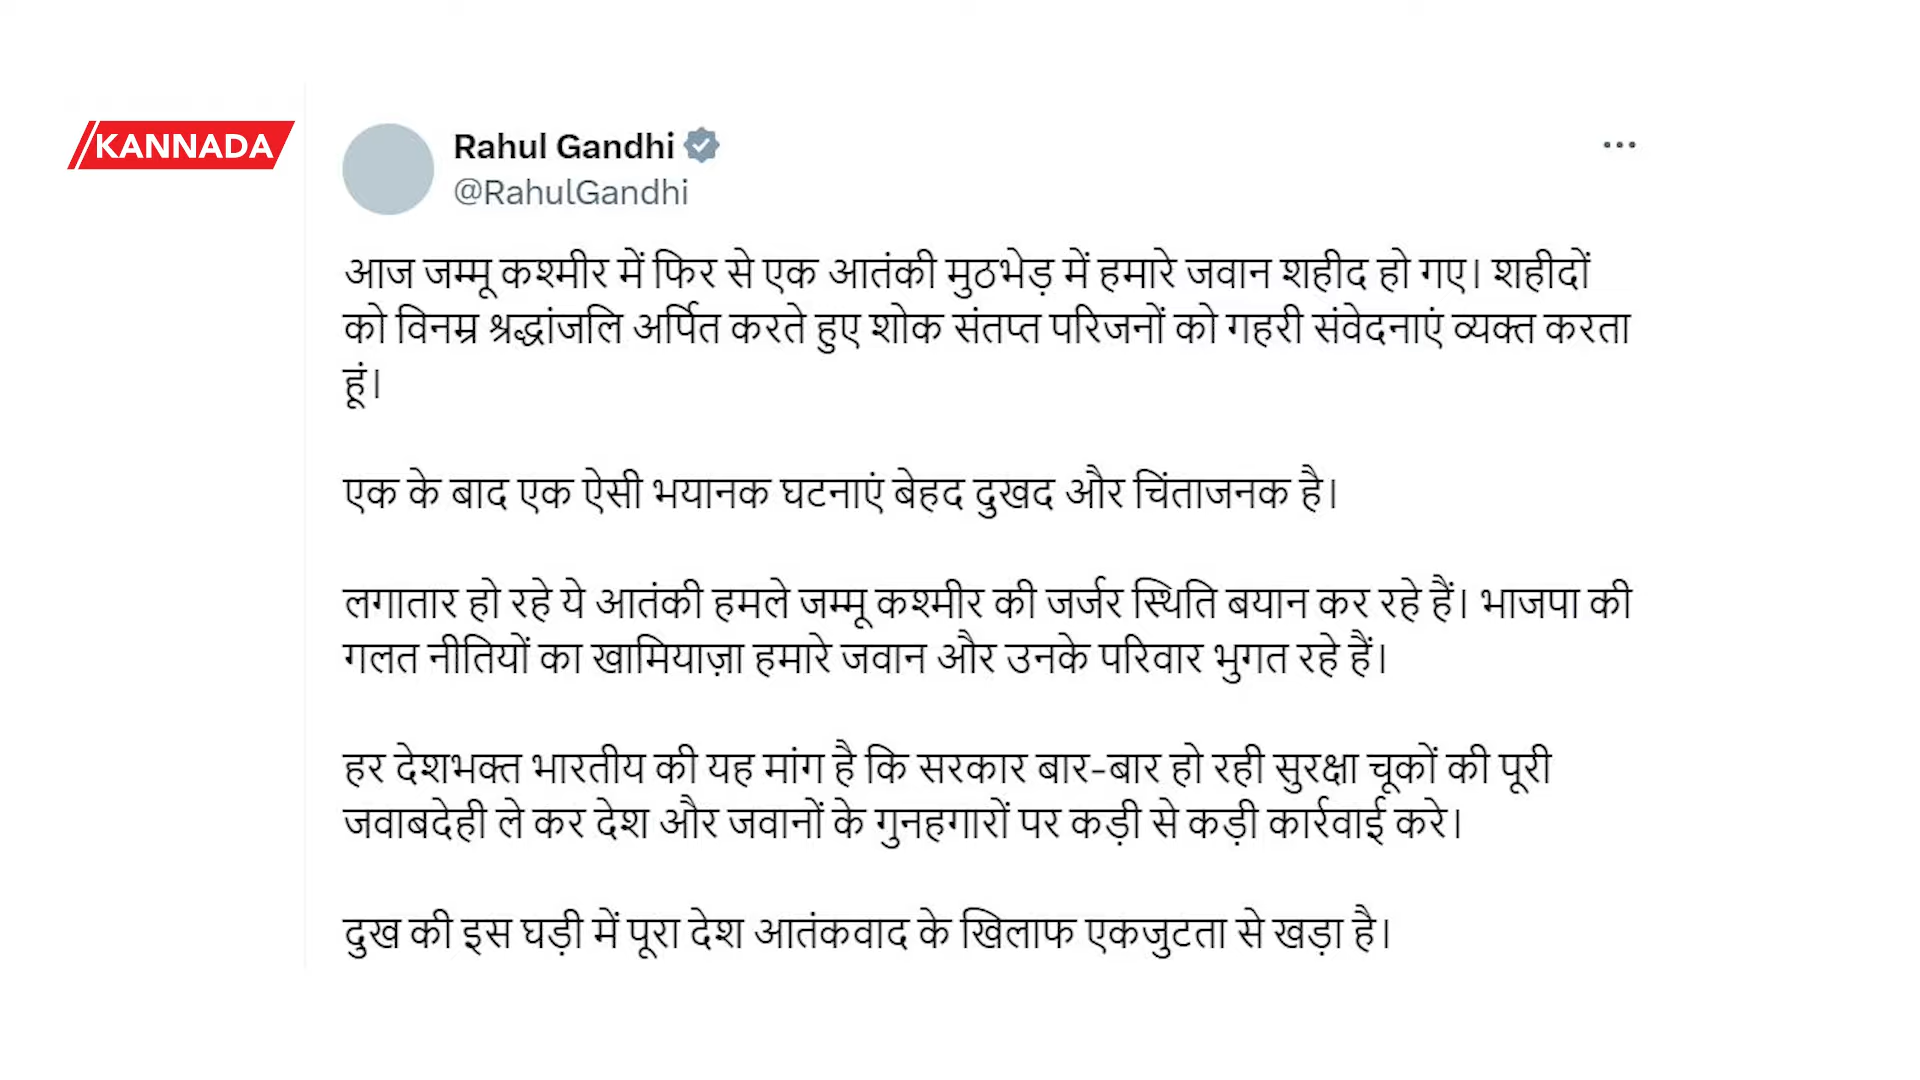 KANNADA
Rahul Gandhi
@RahulGandhi
आज जम्मू कश्मीर में फिर से एक आतंकी मुठभेड़ में हमारे जवान शहीद हो गए। शहीदों
को विनम्र श्रद्धांजलि अर्पित करते हुए शोक संतप्त परिजनों को गहरी संवेदनाएं व्यक्त करता
हूं।
एक के बाद एक ऐसी भयानक घटनाएं बेहद दुखद और चिंताजनक है।
लगातार हो रहे ये आतंकी हमले जम्मू कश्मीर की जर्जर स्थिति बयान कर रहे हैं। भाजपा की
गलत नीतियों का खामियाज़ा हमारे जवान और उनके परिवार भुगत रहे हैं।
हर देशभक्त भारतीय की यह मांग है कि सरकार बार-बार हो रही सुरक्षा चूकों की पूरी
जवाबदेही ले कर देश और जवानों के गुनहगारों पर कड़ी से कड़ी कार्रवाई करे।
दुख की इस घड़ी में पूरा देश आतंकवाद के खिलाफ एकजुटता से खड़ा है।